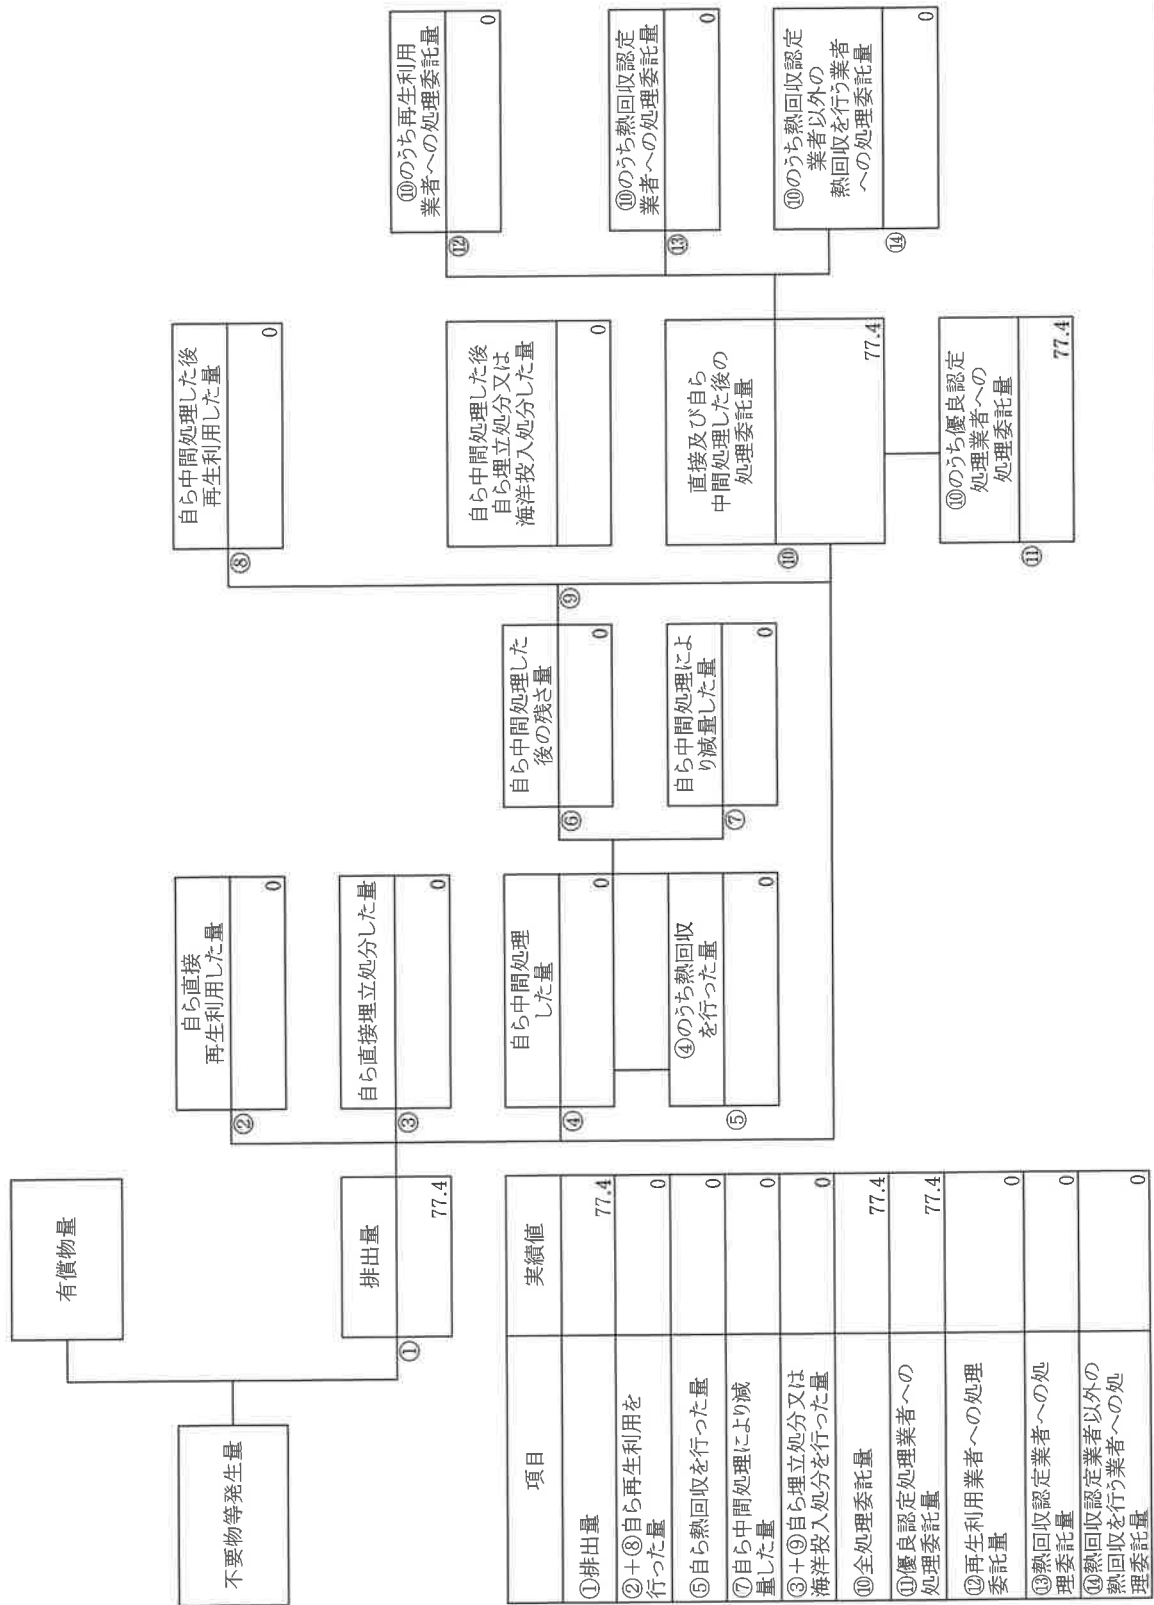 不要物等発生量
有償物量
①
排出量
77.4
②
自ら直接
再生利用した量
0
③
自ら直接埋立処分した量
0
④
自ら中間処理
した量
0
⑤
④のうち熱回収
を行った量
0
⑥
自ら中間処理した
後の残さ量
0
⑦
自ら中間処理によ
り減量した量
0
⑧
自ら中間処理した後
再生利用した量
0
⑨
自ら中間処理した後
自ら埋立処分又は
海洋投入処分した量
0
⑩
直接及び自ら
中間処理した後の
処理委託量
77.4
⑪
⑩のうち優良認定
処理業者への
処理委託量
77.4
⑫
⑩のうち再生利用
業者への処理委託量
0
⑬
⑩のうち熱回収認定
業者への処理委託量
0
⑭
⑩のうち熱回収認定
業者以外の
熱回収を行う業者
への処理委託量
0
項目 実績値
①排出量 77.4
②+⑧自ら再生利用を
行った量 0
⑤自ら熱回収を行った量 0
⑦自ら中間処理により減
量した量 0
③+⑨自ら埋立処分又は
海洋投入処分を行った量 0
⑩全処理委託量 77.4
⑪優良認定処理業者への
処理委託量 77.4
⑫再生利用業者への処理
委託量 0
⑬熱回収認定業者への処
理委託量 0
⑭熱回収認定業者以外の
熱回収を行う業者への処
理委託量 0